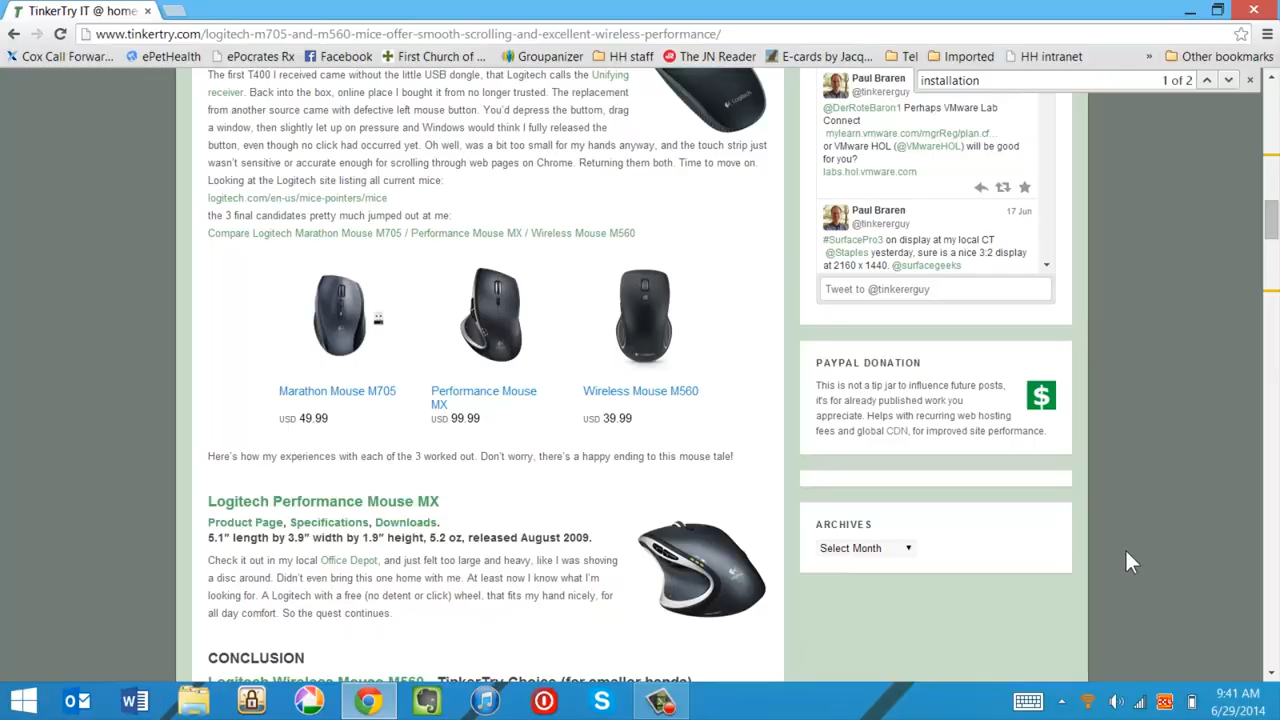 TinkerTry IT @ home
www.tinkertry.com/logitech-m705-and-m560-mice-offer-smooth-scrolling-and-excellent-wireless-performance/
Cox Call Forwar... ePetHealth ePocrates Rx Facebook First Church of ... Groupanizer HH staff The JN Reader E-cards by Jacq... Tel Imported HH intranet » Other bookmarks
installation 1 of 2
The first T400 I received came without the little USB dongle, that Logitech calls the Unifying
receiver. Back into the box, online place I bought it from no longer trusted. The replacement
from another source came with defective left mouse button. You'd depress the button, drag
a window, then slightly let up on pressure and Windows would think I fully released the
button, even though no click had occurred yet. Oh well, was a bit too small for my hands anyway, and the touch strip just
wasn't sensitive or accurate enough for scrolling through web pages on Chrome. Returning them both. Time to move on.
Looking at the Logitech site listing all current mice:
logitech.com/en-us/mice-pointers/mice
the 3 final candidates pretty much jumped out at me:
Compare Logitech Marathon Mouse M705 / Performance Mouse MX / Wireless Mouse M560
Marathon Mouse M705
USD 49.99
Performance Mouse
MX
USD 99.99
Wireless Mouse M560
USD 39.99
Here's how my experiences with each of the 3 worked out. Don't worry, there's a happy ending to this mouse tale!
Logitech Performance Mouse MX
Product Page, Specifications, Downloads.
5.1″ length by 3.9″ width by 1.9″ height, 5.2 oz, released August 2009.
Check it out in my local Office Depot, and just felt too large and heavy, like I was shoving
a disc around. Didn't even bring this one home with me. At least now I know what I'm
looking for. A Logitech with a free (no detent or click) wheel, that fits my hand nicely, for
all day comfort. So the quest continues.
CONCLUSION
Logitech Wireless Mouse M560 - TinkerTry Choice (for smaller hands)
Paul Braren
@tinkererguy
@DerRoteBaron1 Perhaps VMware Lab
Connect
mylearn.vmware.com/mgrReg/plan.cf...
or VMware HOL (@VMwareHOL) will be good
for you?
labs.hol.vmware.com
Paul Braren 17 Jun
@tinkererguy
#SurfacePro3 on display at my local CT
@Staples yesterday, sure is a nice 3:2 display
at 2160 x 1440. @surfacegeeks
Tweet to @tinkererguy
PAYPAL DONATION
This is not a tip jar to influence future posts,
it's for already published work you
appreciate. Helps with recurring web hosting
fees and global CDN, for improved site performance.
$
ARCHIVES
Select Month
9:41 AM
6/29/2014